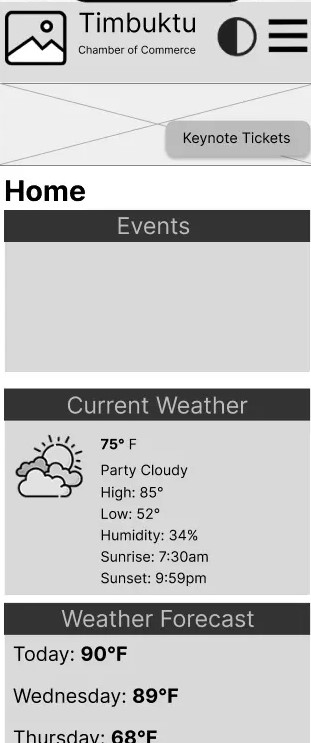 Timbuktu
Chamber of Commerce
Keynote Tickets
Home
Events
Current Weather
75° F
Party Cloudy
High: 85°
Low: 52°
Humidity: 34%
Sunrise: 7:30am
Sunset: 9:59pm
Weather Forecast
Today: 90°F
Wednesday: 89°F
Thursday: 68°F